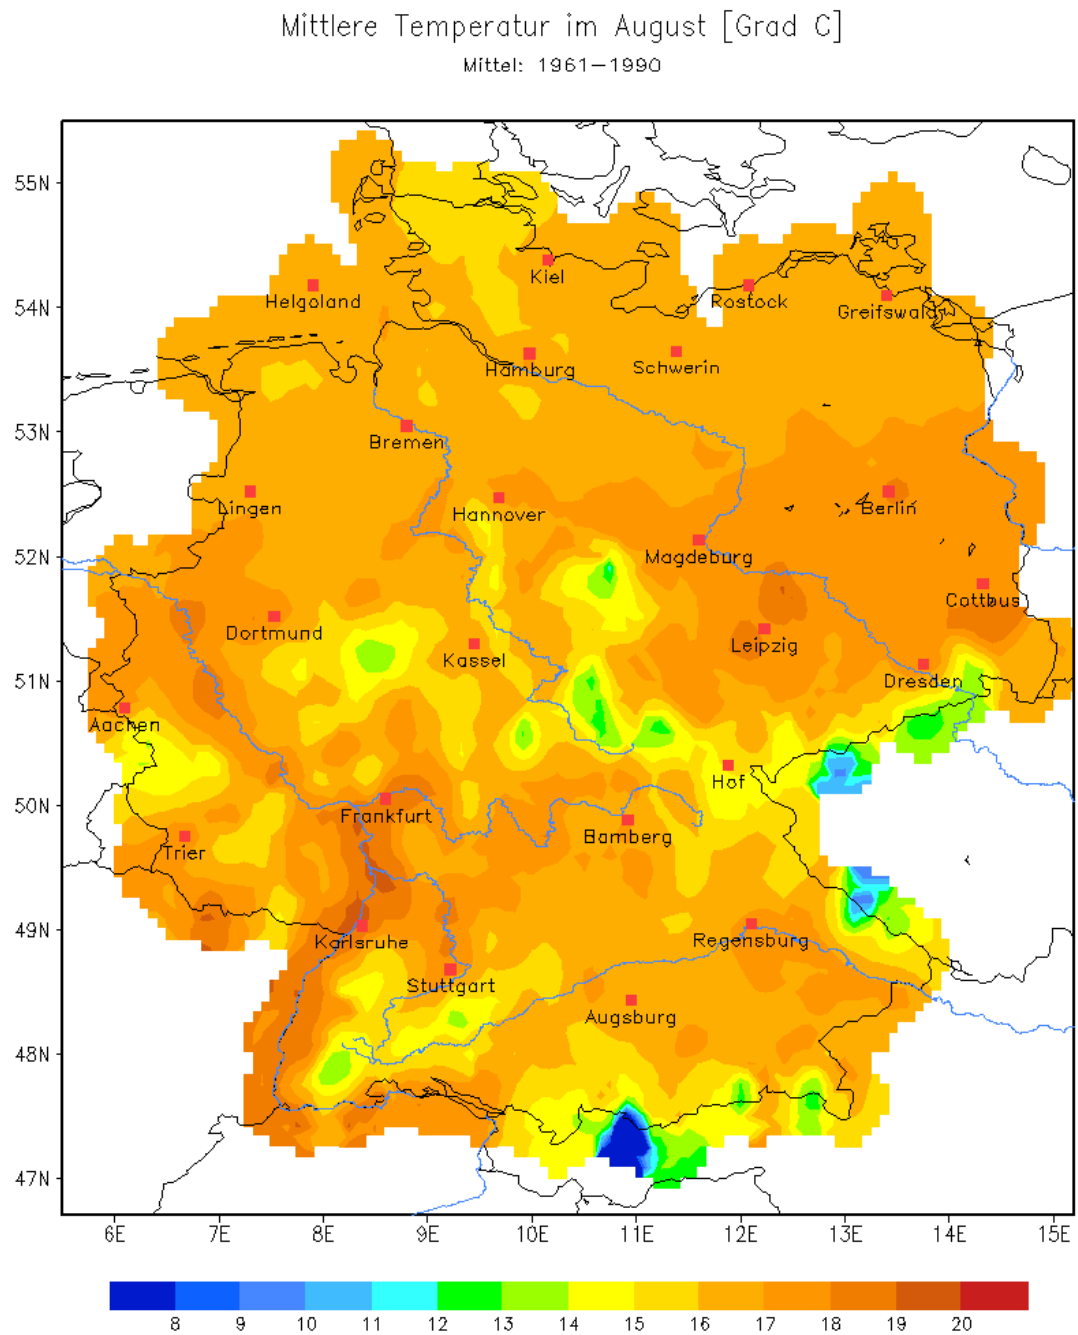 Mittlere Temperatur im August [Grad C]
Mittel: 1961-1990
55N
54N
53N
52N
51N
50N
49N
48N
47N
Kiel
Helgoland
Rostock
Greifswald
Hamburg
Schwerin
Bremen
Lingen
Hannover
Berlin
Magdeburg
Cottbus
Dortmund
Leipzig
Kassel
Dresden
Aachen
Hof
Frankfurt
Bamberg
Trier
Karlsruhe
Regensburg
Stuttgart
Augsburg
6E 7E 8E 9E 10E 11E 12E 13E 14E 15E
8 9 10 11 12 13 14 15 16 17 18 19 20